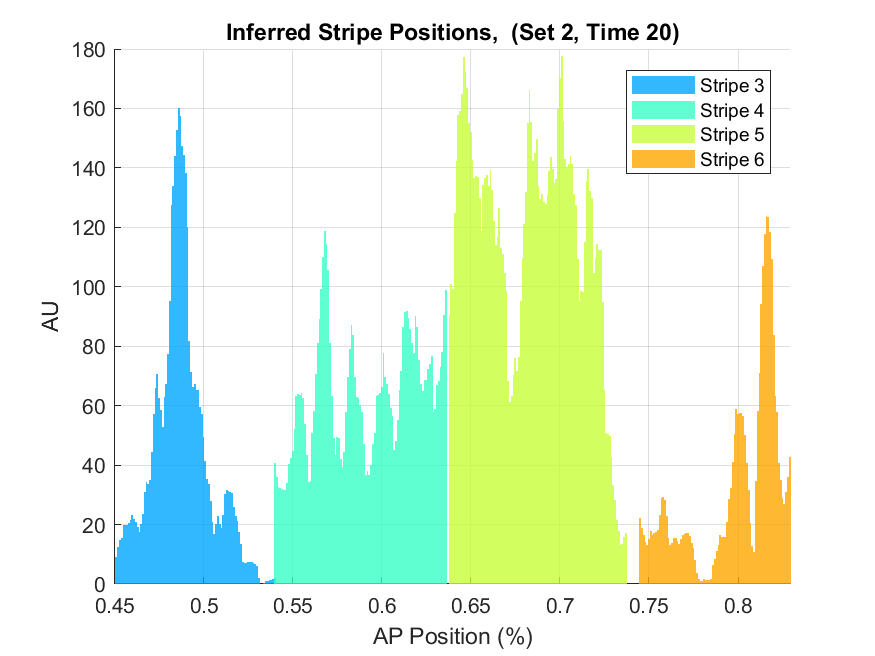 Inferred Stripe Positions,  (Set 2, Time 20)
180
160
140
120
100
80
60
40
20
0
AU
Stripe 3
Stripe 4
Stripe 5
Stripe 6
0.45 0.5 0.55 0.6 0.65 0.7 0.75 0.8
AP Position (%)